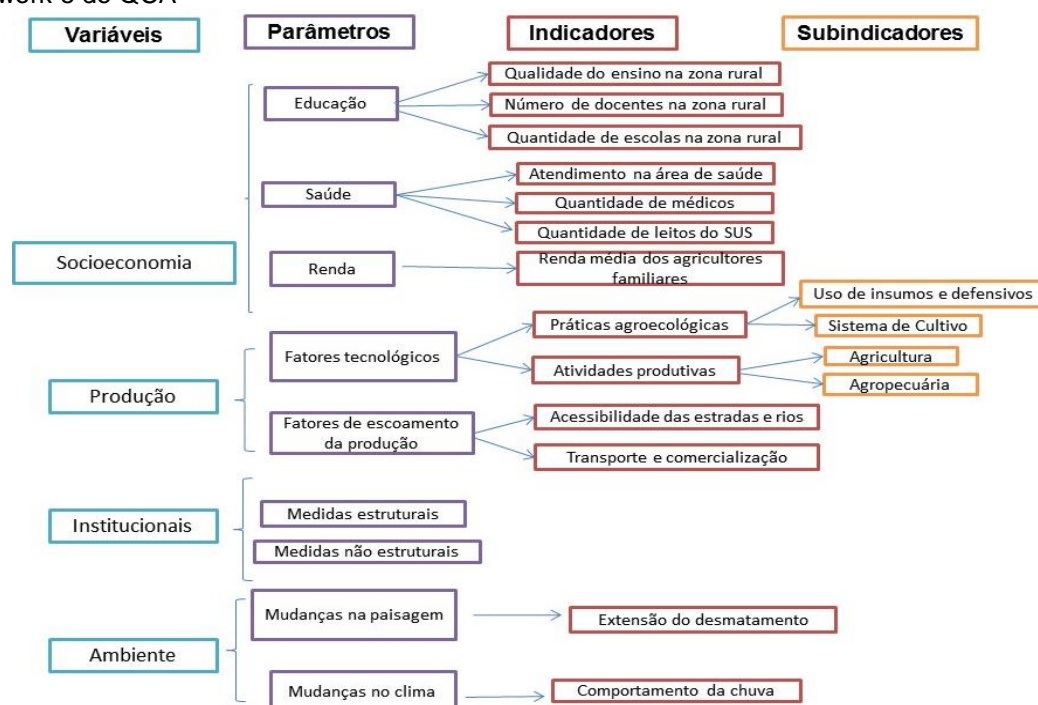 work e do QCA
Variáveis
Parâmetros
Indicadores
Subindicadores
Socioeconomia
Educação
Qualidade do ensino na zona rural
Número de docentes na zona rural
Quantidade de escolas na zona rural
Saúde
Atendimento na área de saúde
Quantidade de médicos
Quantidade de leitos do SUS
Renda
Renda média dos agricultores
familiares
Produção
Fatores tecnológicos
Práticas agroecológicas
Uso de insumos e defensivos
Sistema de Cultivo
Atividades produtivas
Agricultura
Agropecuária
Fatores de escoamento
da produção
Acessibilidade das estradas e rios
Transporte e comercialização
Institucionais
Medidas estruturais
Medidas não estruturais
Ambiente
Mudanças na paisagem
Extensão do desmatamento
Mudanças no clima
Comportamento da chuva